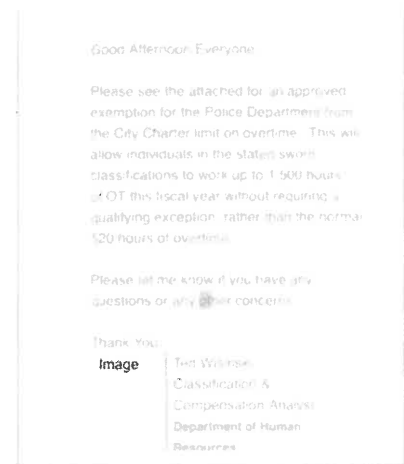 Good Afternoon Everyone
Please see the attached for an approved
exemption for the Police Department from
the City Charter limit on overtime. This will
allow individuals in the stated sworn
classifications to work up to 1,500 hours
of OT this fiscal year without requiring a
qualifying exception, rather than the normal
520 hours of overtime
Please let me know if you have any
questions or any other concerns
Thank You
Image
Classification &
Compensation Analyst
Department of Human
Resources